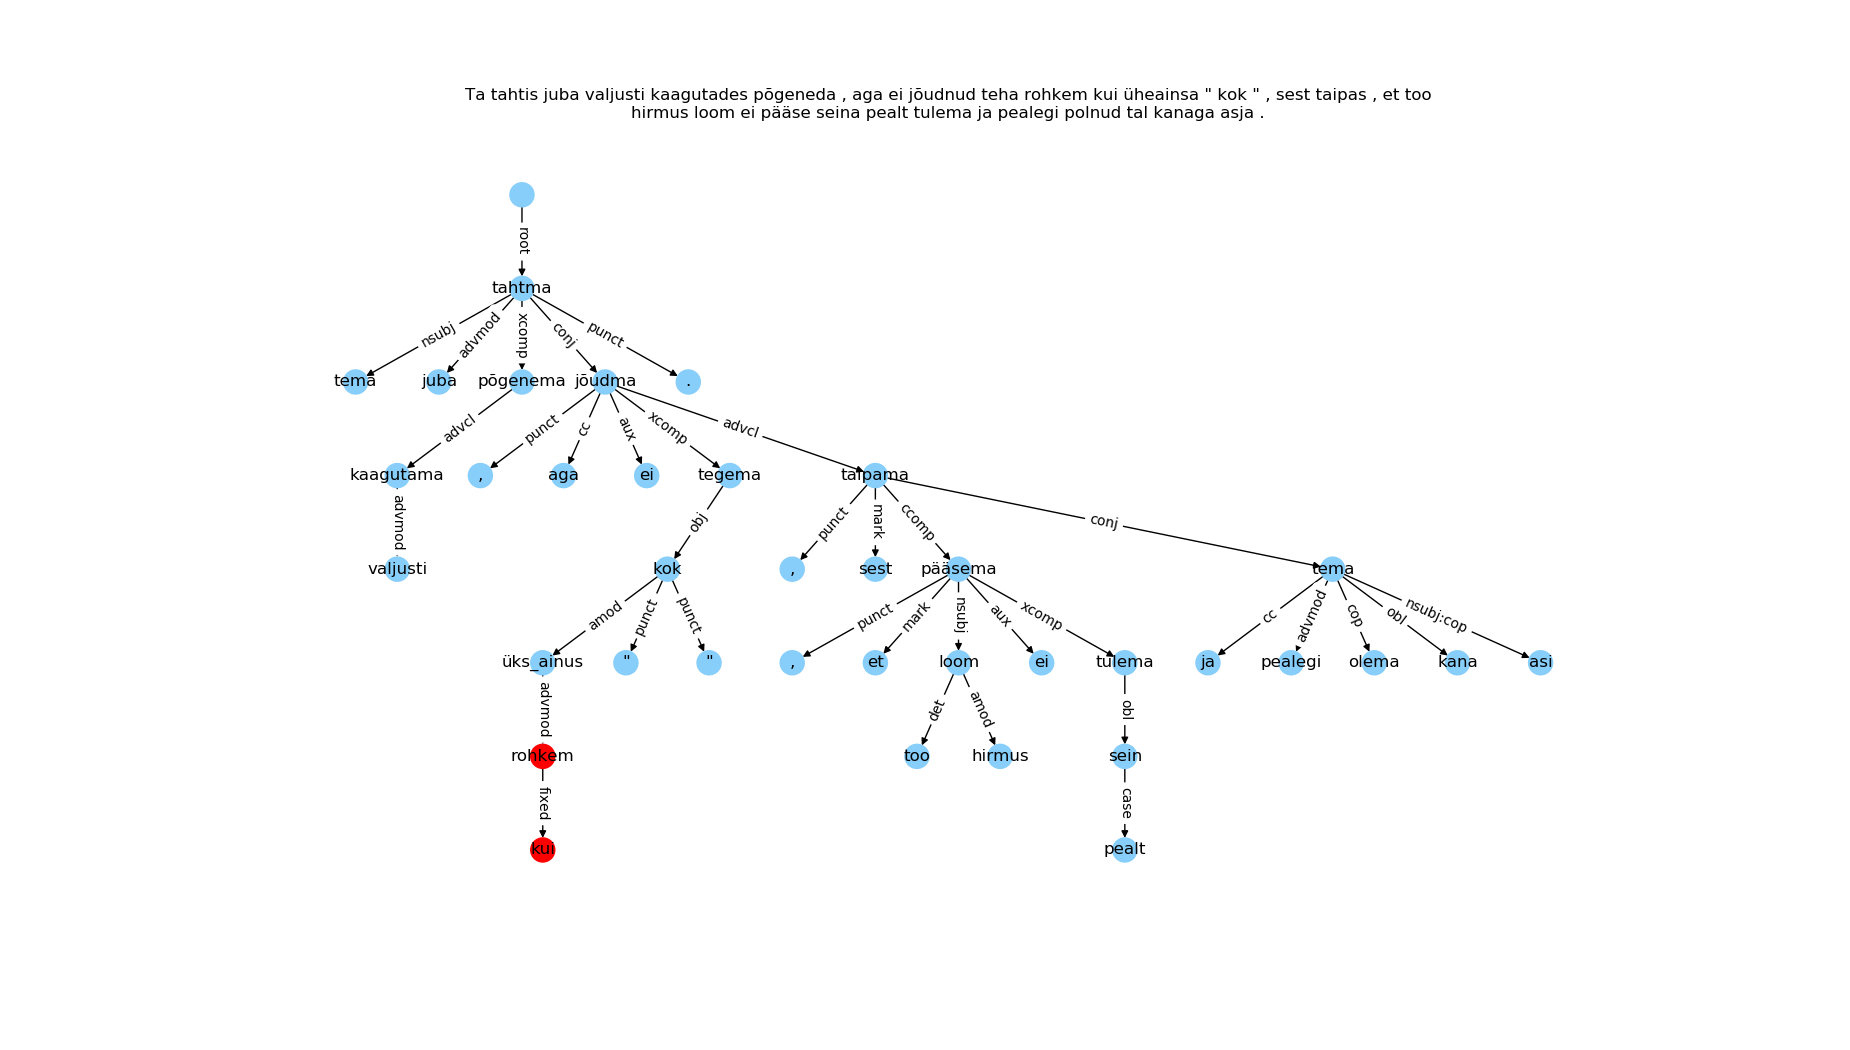 Ta tahtis juba valjusti kaagutades põgeneda , aga ei jõudnud teha rohkem kui üheainsa " kok " , sest taipas , et too
hirmus loom ei pääse seina pealt tulema ja pealegi polnud tal kanaga asja .
root
tahtma
nsubj advmod xcomp conj punct
tema juba põgenema jõudma .
advcl punct cc aux xcomp advcl
kaagutama , aga ei tegema taipama
advmod obj punct mark ccomp conj
valjusti kok , sest pääsema tema
amod punct punct punct mark nsubj aux xcomp cc advmod cop obl nsubj:cop
üks_ainus " " , et loom ei tulema ja pealegi olema kana asi
advmod det amod obl
rohkem too hirmus sein
fixed case
kui pealt